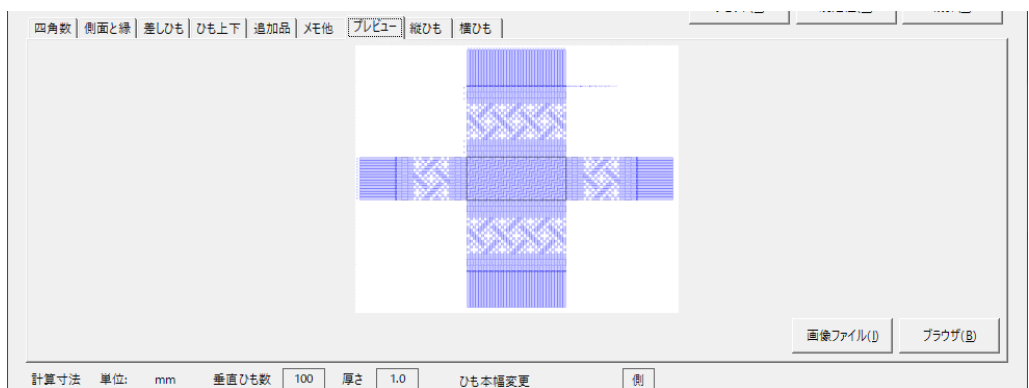 四角数 側面と縁 差しひも ひも上下 追加品 メモ他 プレビュー 縦ひも 横ひも
画像ファイル(I) ブラウザ(B)
計算寸法 単位: mm 垂直ひも数 100 厚さ 1.0 ひも本幅変更 側